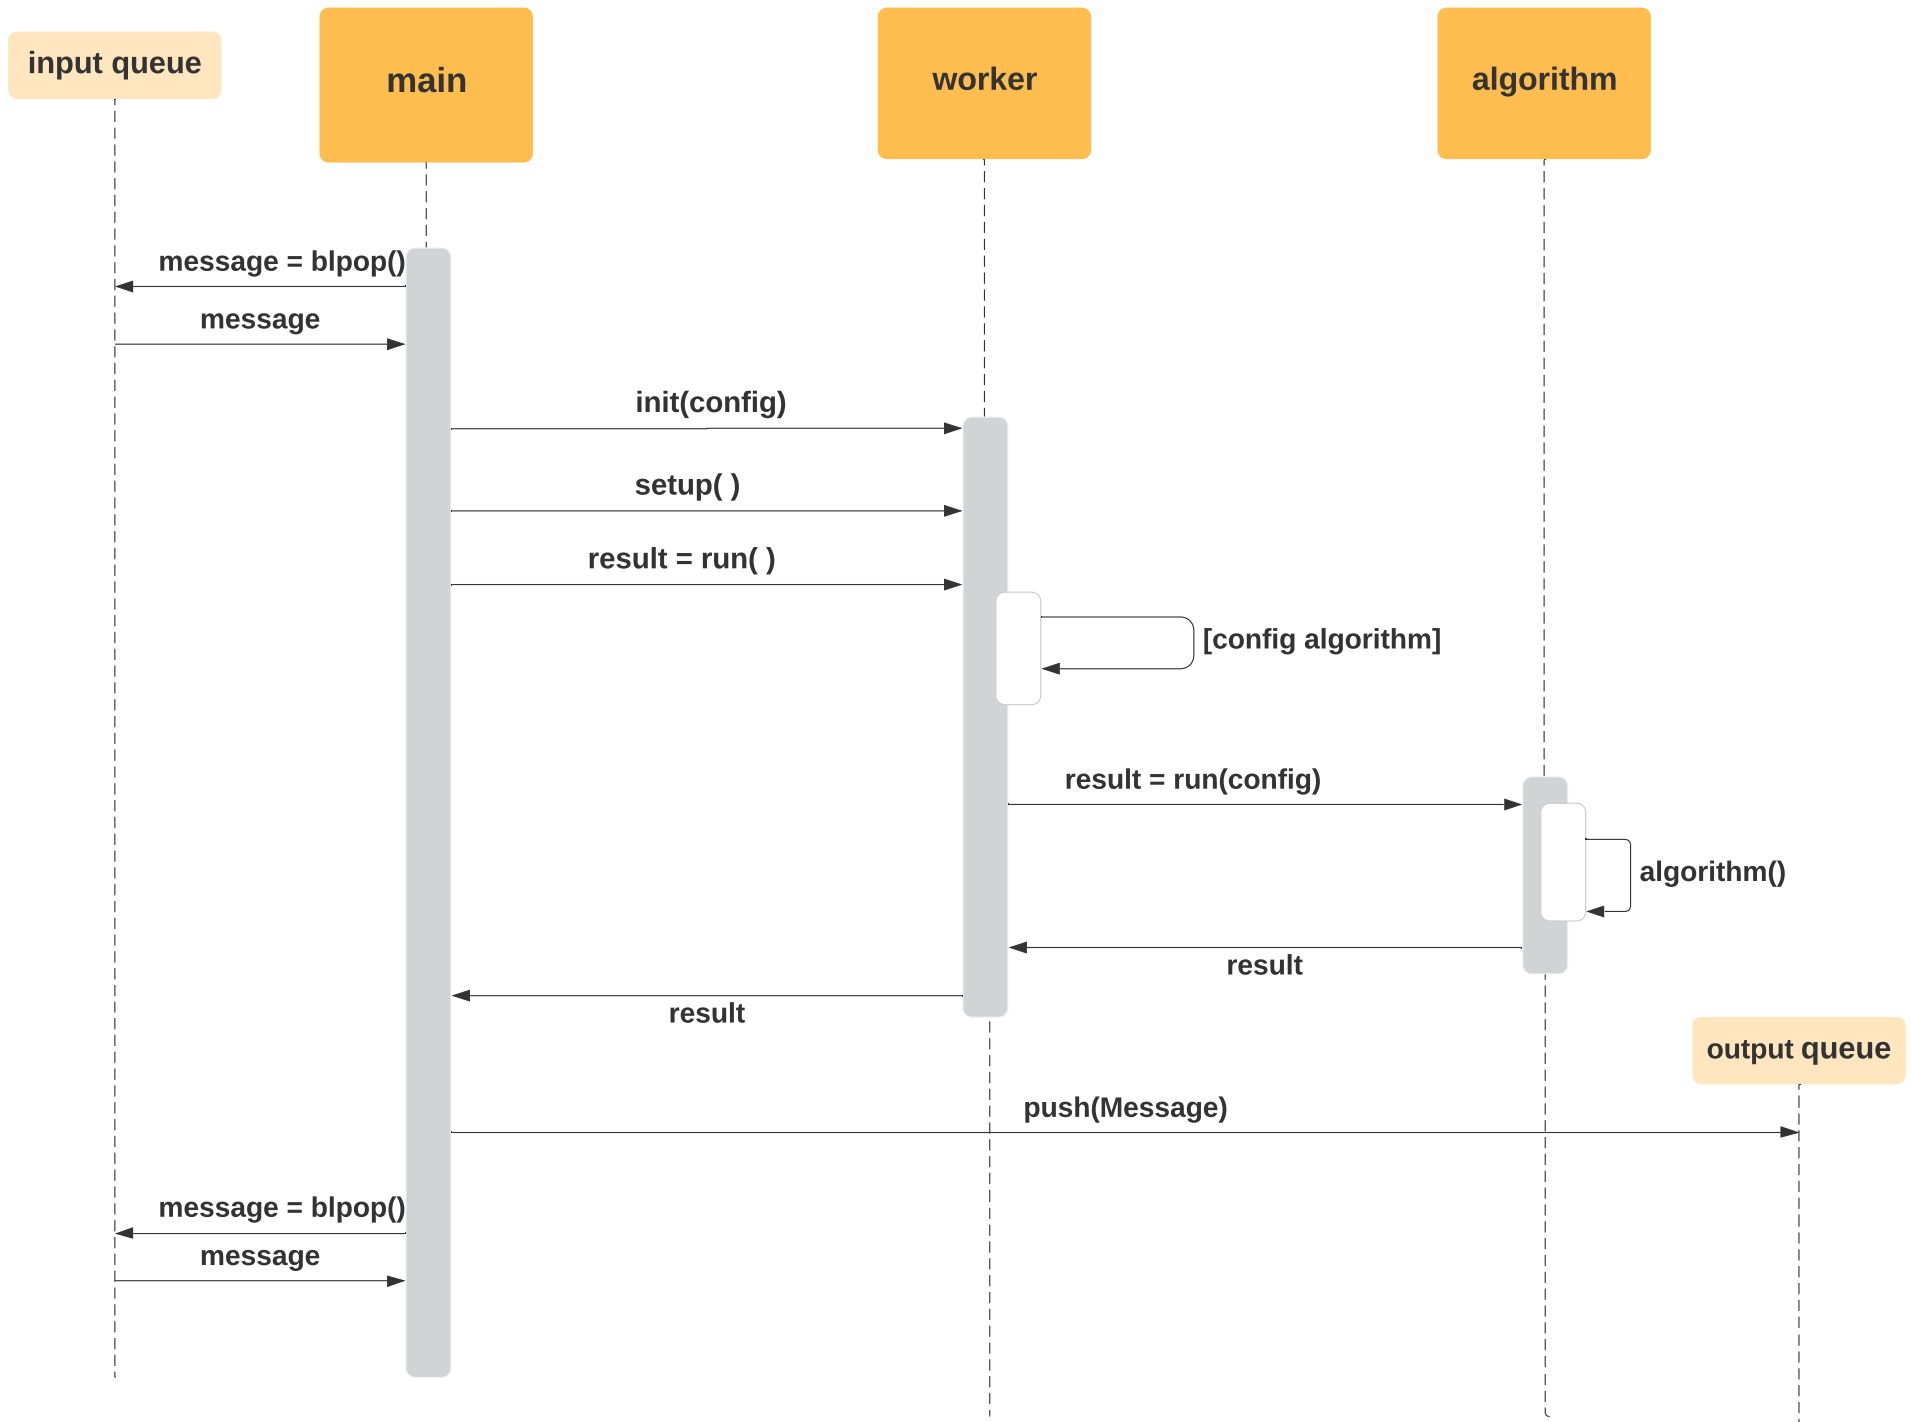 input queue
main
worker
algorithm
message = blpop()
message
init(config)
setup( )
result = run( )
[config algorithm]
result = run(config)
algorithm()
result
result
output queue
push(Message)
message = blpop()
message